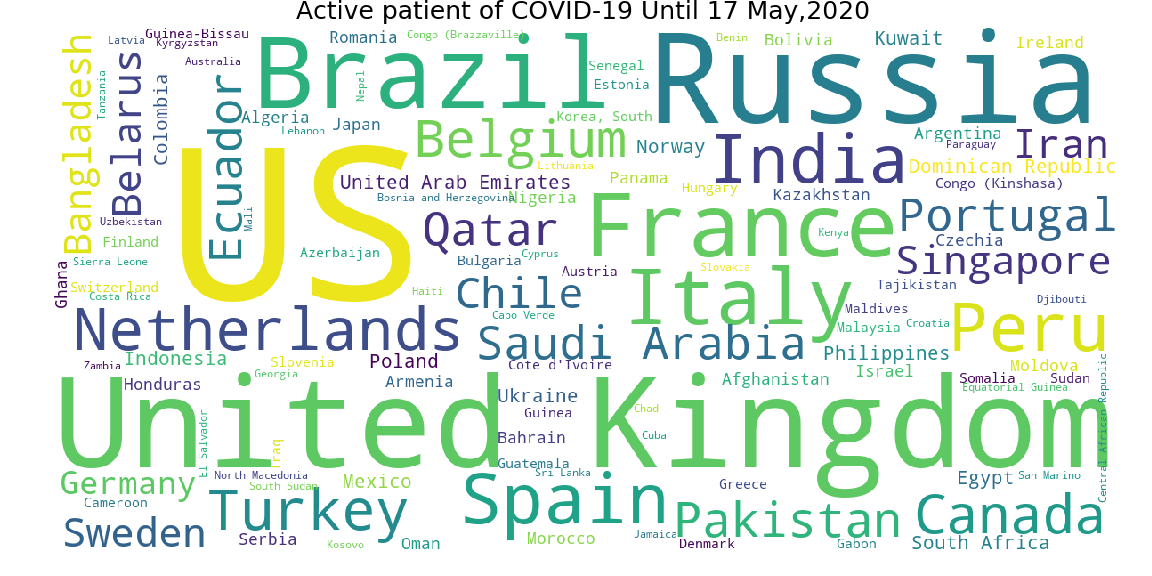 Active patient of COVID-19 Until 17 May,2020
Latvia
Guinea-Bissau
Kyrgyzstan
Australia
Romania
Congo (Brazzaville)
Brazil
Russia
Benin
Bolivia
Kuwait
Ireland
Bangladesh
Tanzania
Belarus
Colombia
Ecuador
Nepal
Senegal
Estonia
Algeria
Lebanon
Japan
Belgium
Korea, South
Norway
India
Argentina
Paraguay
Iran
US
Lithuania
Dominican Republic
United Arab Emirates
Panama
Hungary
Kazakhstan
Congo (Kinshasa)
Bosnia and Herzegovina
Nigeria
Uzbekistan
Mali
Qatar
France
Kenya
Portugal
Finland
Azerbaijan
Czechia
Sierra Leone
Bulgaria
Cyprus
Austria
Slovakia
Singapore
Ghana
Switzerland
Costa Rica
Haiti
Chile
Italy
Tajikistan
Djibouti
Netherlands
Cabo Verde
Maldives
Malaysia
Croatia
Peru
Saudi Arabia
Zambia
Indonesia
Slovenia
Georgia
Poland
Cote d'Ivoire
Philippines
Israel
Moldova
Honduras
Armenia
Afghanistan
Somalia
Sudan
Equatorial Guinea
Central African Republic
United Kingdom
Ukraine
Guinea
Chad
Cuba
El Salvador
Iraq
Bahrain
Guatemala
Sri Lanka
North Macedonia
South Sudan
Germany
Mexico
Greece
Egypt
San Marino
Cameroon
Turkey
Spain
Pakistan
Canada
Sweden
Serbia
Kosovo
Oman
Morocco
Jamaica
Denmark
Gabon
South Africa